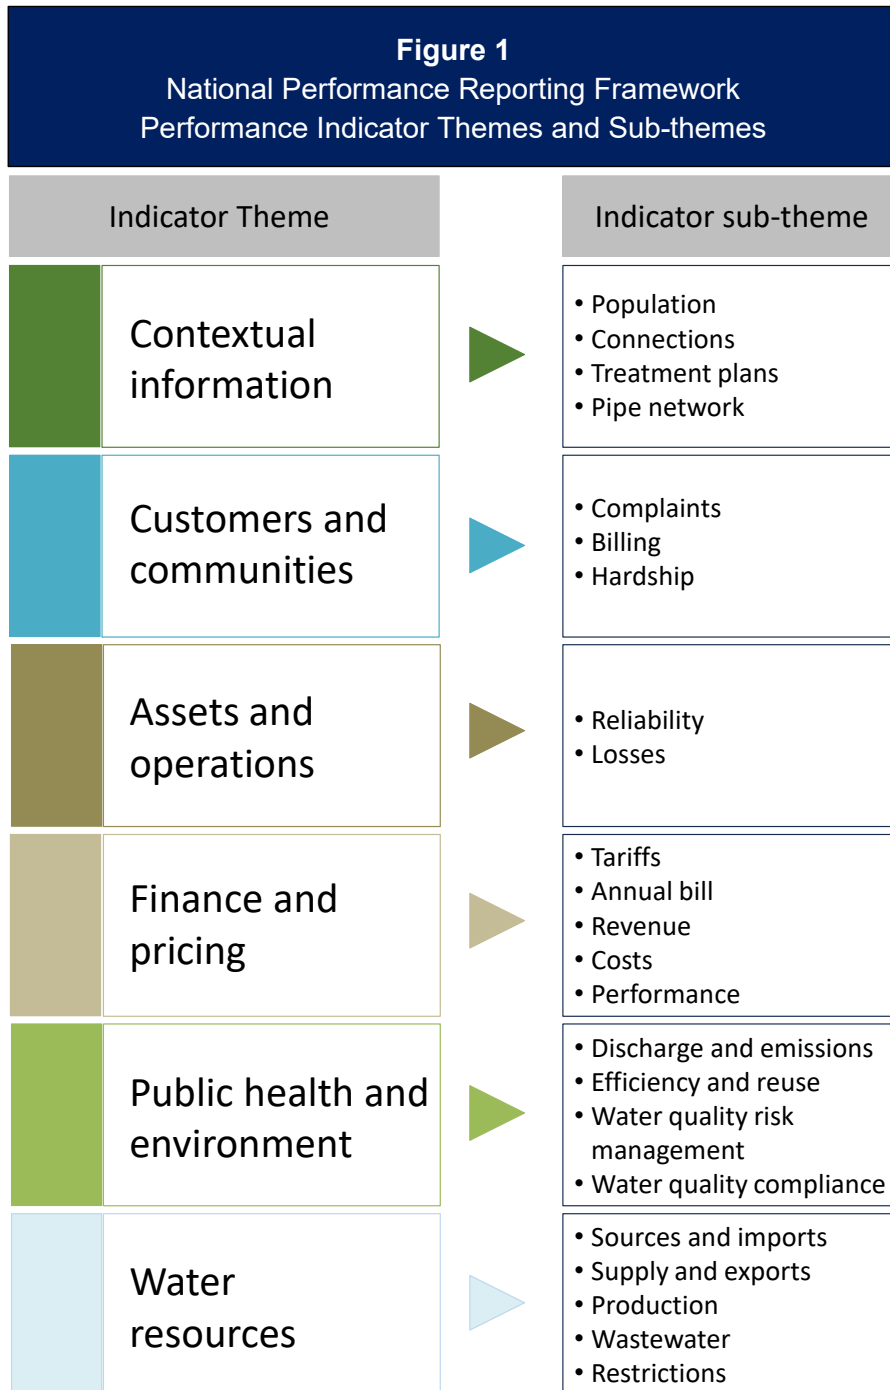 Figure 1
National Performance Reporting Framework
Performance Indicator Themes and Sub-themes
Indicator Theme
Indicator sub-theme
Contextual
information
• Population
• Connections
• Treatment plans
• Pipe network
Customers and
communities
• Complaints
• Billing
• Hardship
Assets and
operations
• Reliability
• Losses
Finance and
pricing
• Tariffs
• Annual bill
• Revenue
• Costs
• Performance
Public health and
environment
• Discharge and emissions
• Efficiency and reuse
• Water quality risk
management
• Water quality compliance
Water
resources
• Sources and imports
• Supply and exports
• Production
• Wastewater
• Restrictions